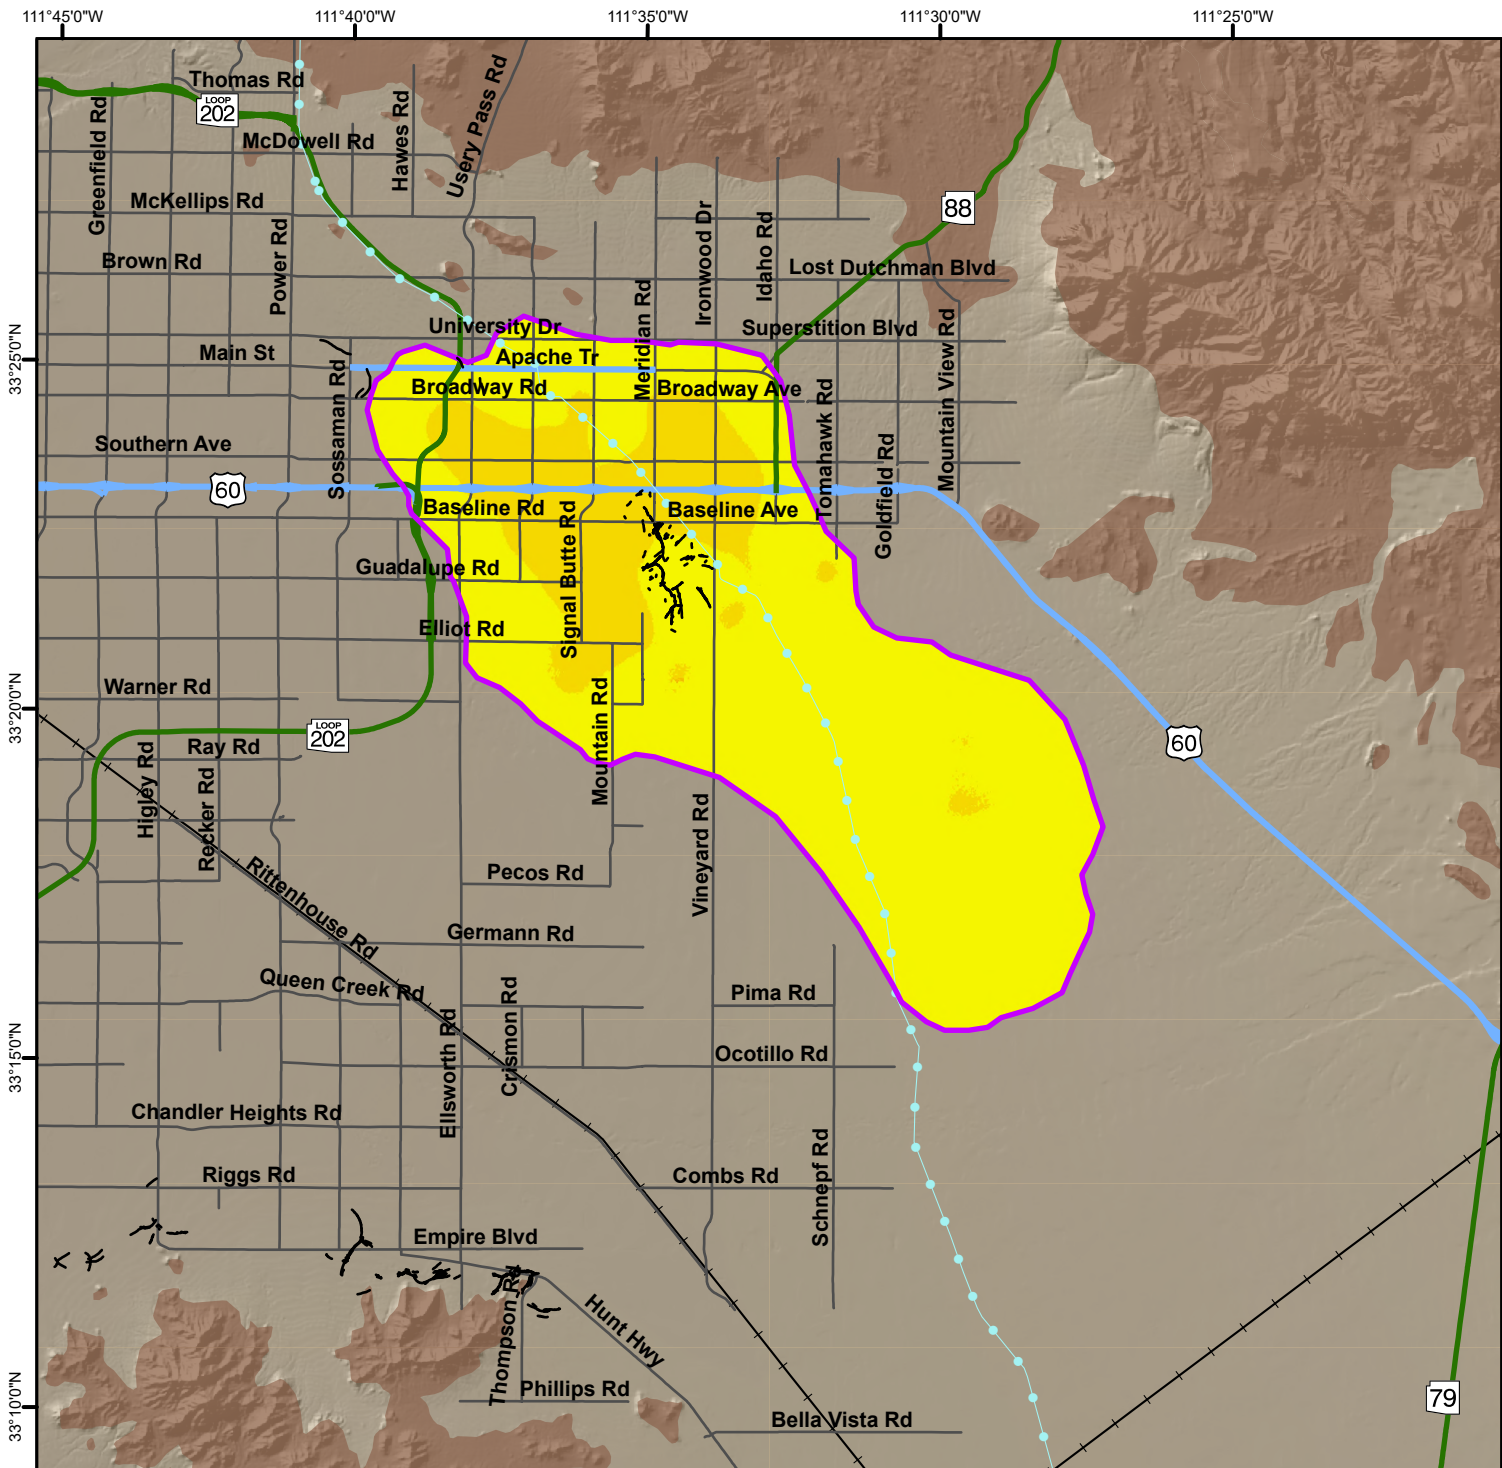 111°45'0"W
111°40'0"W
111°35'0"W
111°30'0"W
111°25'0"W
Thomas Rd
LOOP
202
McDowell Rd
Greenfield Rd
Hawes Rd
Usery Pass Rd
McKellips Rd
88
Ironwood Dr
Idaho Rd
Power Rd
Brown Rd
Lost Dutchman Blvd
Meridian Rd
33°25'0"N
University Dr
Superstition Blvd
Mountain View Rd
Main St
Apache Tr
Sossaman Rd
Broadway Rd
Broadway Ave
Tomahawk Rd
Southern Ave
Goldfield Rd
60
Baseline Rd
Baseline Ave
Signal Butte Rd
Guadalupe Rd
Elliot Rd
33°20'0"N
Warner Rd
Mountain Rd
LOOP
202
Ray Rd
60
Higley Rd
Recker Rd
Vineyard Rd
Rittenhouse Rd
Pecos Rd
Germann Rd
Queen Creek Rd
Crismon Rd
Pima Rd
33°15'0"N
Ellsworth Rd
Ocotillo Rd
Chandler Heights Rd
Schnepf Rd
Riggs Rd
Combs Rd
Empire Blvd
Thompson Rd
Hunt Hwy
33°10'0"N
Phillips Rd
79
Bella Vista Rd